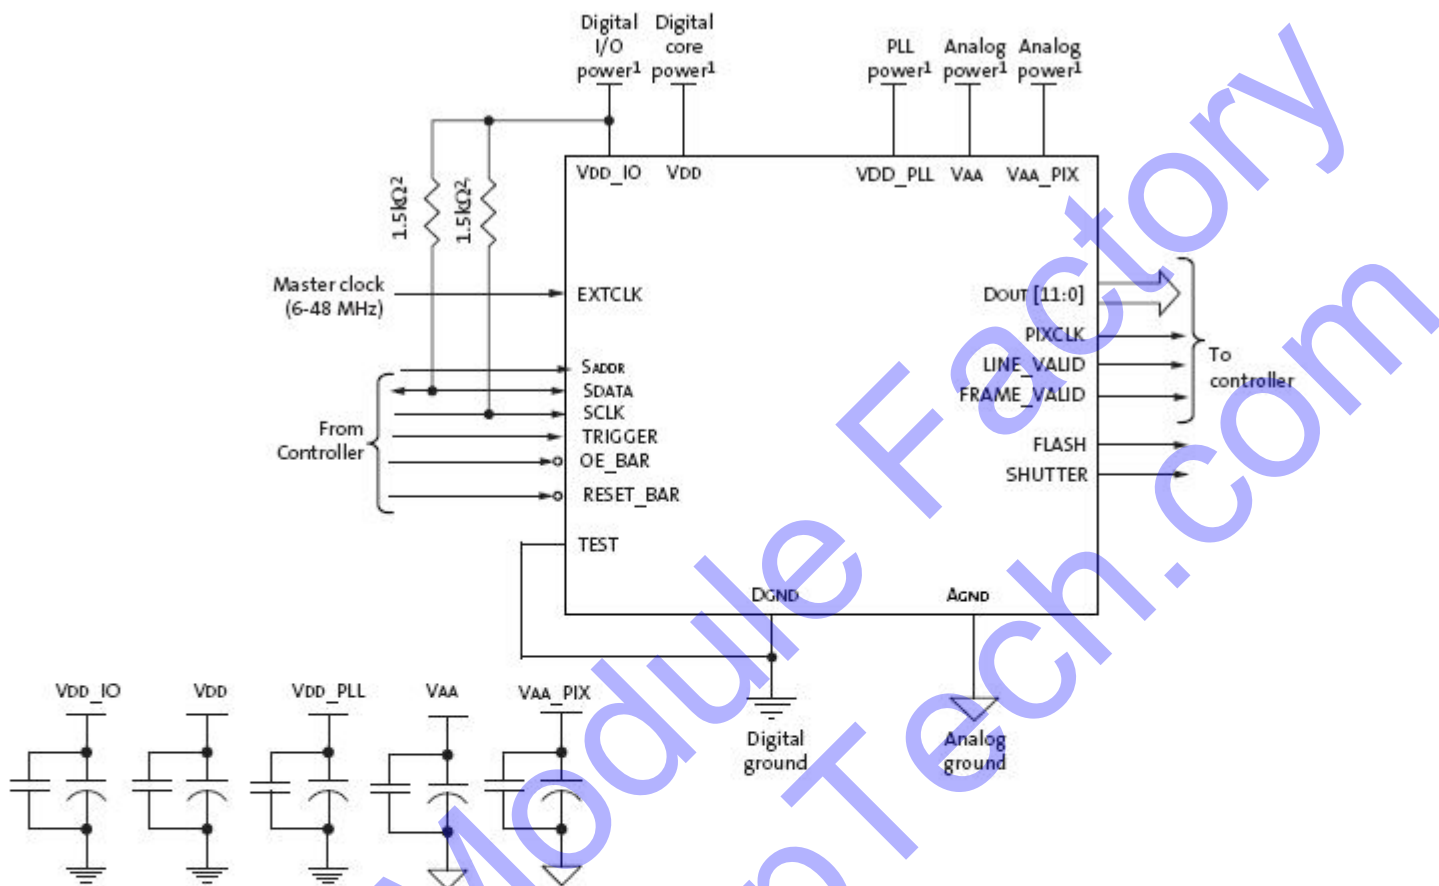 Digital
I/O
power1
Digital
core
power1
PLL
power1
Analog
power1
Analog
power1
VDD_IO
VDD
VDD_PLL
VAA
VAA_PIX
1.5kΩ2
1.5kΩ2
Master clock
(6-48 MHz)
EXTCLK
DOUT [11:0]
PIXCLK
LINE_VALID
FRAME_VALID
To
controller
SADDR
SDATA
SCLK
TRIGGER
OE_BAR
RESET_BAR
From
Controller
FLASH
SHUTTER
TEST
DGND
AGND
Digital
ground
Analog
ground
VDD_IO
VDD
VDD_PLL
VAA
VAA_PIX
Module Factory
pTech.com